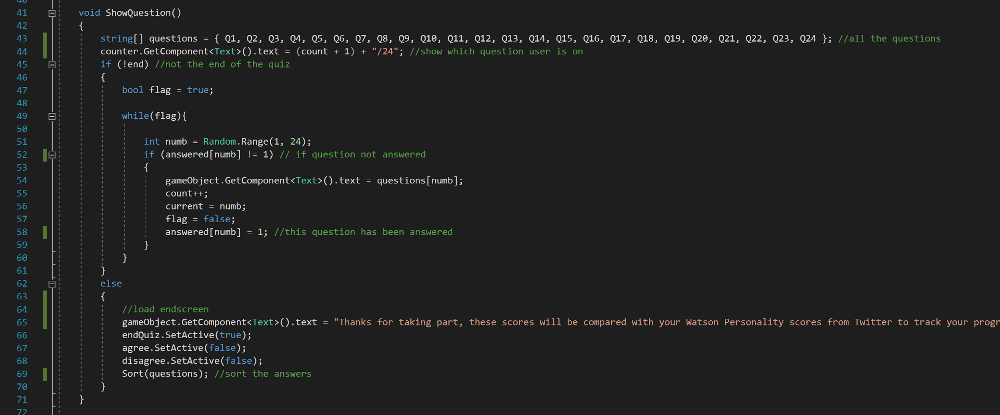 40
41 void ShowQuestion()
42 {
43 string[] questions = { Q1, Q2, Q3, Q4, Q5, Q6, Q7, Q8, Q9, Q10, Q11, Q12, Q13, Q14, Q15, Q16, Q17, Q18, Q19, Q20, Q21, Q22, Q23, Q24 }; //all the questions
44 counter.GetComponent<Text>().text = (count + 1) + "/24"; //show which question user is on
45 if (!end) //not the end of the quiz
46 {
47 bool flag = true;
48
49 while(flag){
50
51 int numb = Random.Range(1, 24);
52 if (answered[numb] != 1) // if question not answered
53 {
54 gameObject.GetComponent<Text>().text = questions[numb];
55 count++;
56 current = numb;
57 flag = false;
58 answered[numb] = 1; //this question has been answered
59 }
60 }
61 }
62 else
63 {
64 //load endscreen
65 gameObject.GetComponent<Text>().text = "Thanks for taking part, these scores will be compared with your Watson Personality scores from Twitter to track your progr
66 endQuiz.SetActive(true);
67 agree.SetActive(false);
68 disagree.SetActive(false);
69 Sort(questions); //sort the answers
70 }
71 }
72